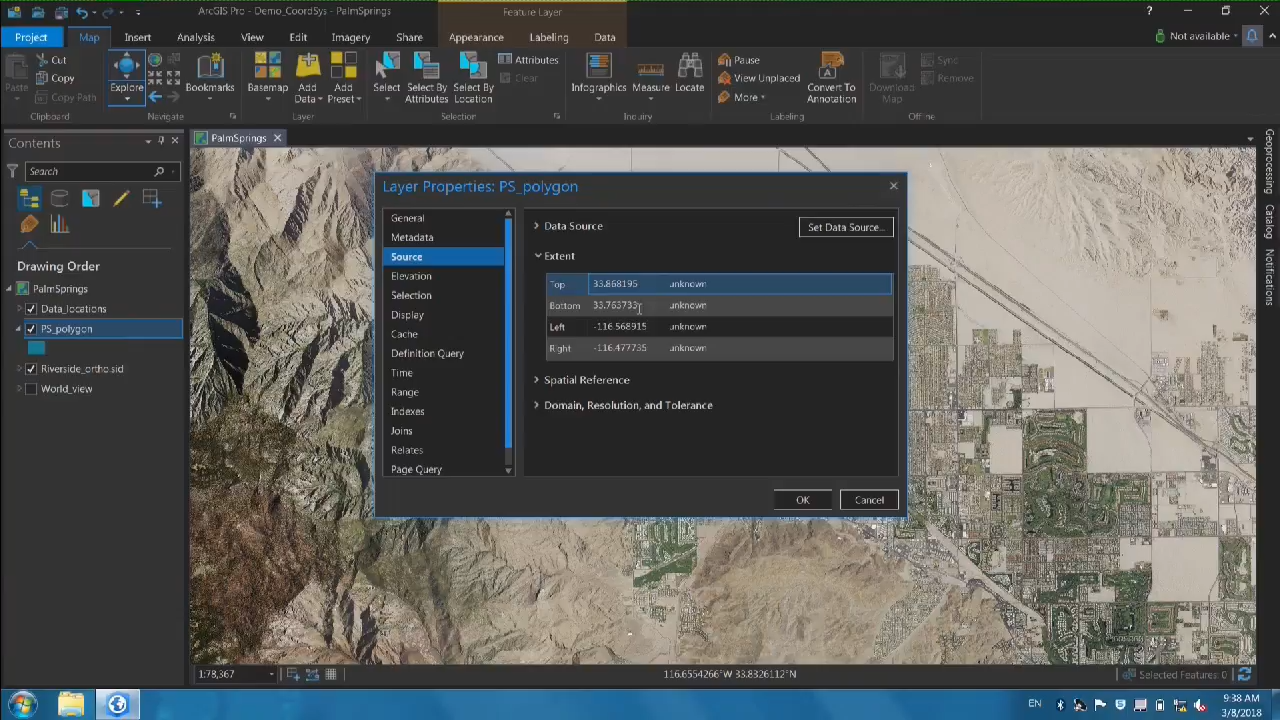 ArcGIS Pro - Demo_CoordSys - PalmSprings
Feature Layer
?
Project
Map
Insert
Analysis
View
Edit
Imagery
Share
Appearance
Labeling
Data
Not available
Paste
Cut
Copy
Copy Path
Clipboard
Explore
Bookmarks
Navigate
Basemap
Add Data
Add Preset
Layer
Select
Select By Attributes
Select By Location
Attributes
Clear
Selection
Infographics
Measure
Locate
Inquiry
Pause
View Unplaced
More
Convert To Annotation
Labeling
Download Map
Sync
Remove
Offline
Contents
Search
Drawing Order
PalmSprings
Data_locations
PS_polygon
Riverside_ortho.sid
World_view
PalmSprings
Layer Properties: PS_polygon
General
Metadata
Source
Elevation
Selection
Display
Cache
Definition Query
Time
Range
Indexes
Joins
Relates
Page Query
Data Source
Set Data Source...
Extent
Top 33.868195 unknown
Bottom 33.763733 unknown
Left -116.568915 unknown
Right -116.477735 unknown
Spatial Reference
Domain, Resolution, and Tolerance
OK
Cancel
Geoprocessing
Catalog
Notifications
1:78,367
116.6554266°W 33.8326112°N
Selected Features: 0
EN
9:38 AM
3/8/2018